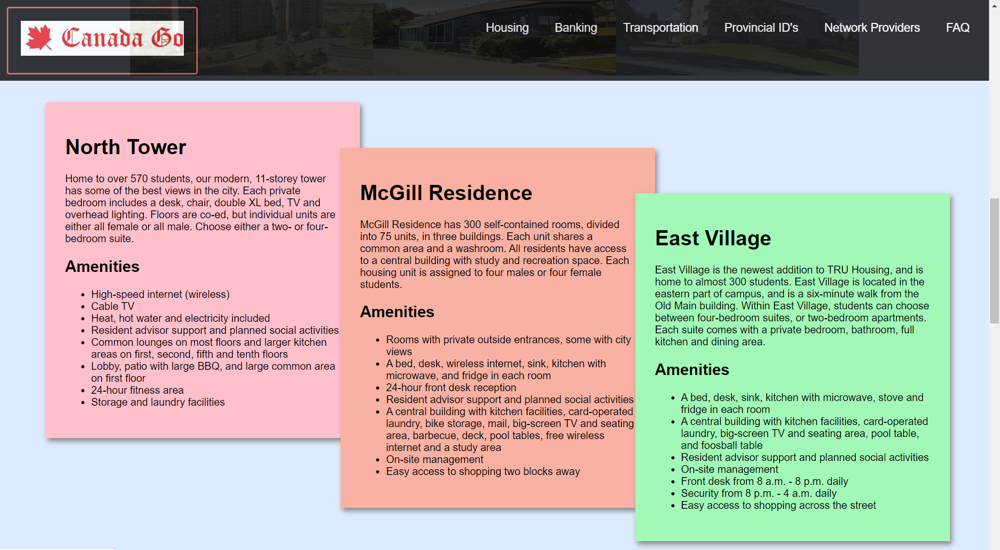 Canada Go
Housing
Banking
Transportation
Provincial ID's
Network Providers
FAQ
North Tower
Home to over 570 students, our modern, 11-storey tower
has some of the best views in the city. Each private
bedroom includes a desk, chair, double XL bed, TV and
overhead lighting. Floors are co-ed, but individual units are
either all female or all male. Choose either a two- or four-
bedroom suite.
Amenities
• High-speed internet (wireless)
• Cable TV
• Heat, hot water and electricity included
• Resident advisor support and planned social activities
• Common lounges on most floors and larger kitchen
areas on first, second, fifth and tenth floors
• Lobby, patio with large BBQ, and large common area
on first floor
• 24-hour fitness area
• Storage and laundry facilities
McGill Residence
McGill Residence has 300 self-contained rooms, divided
into 75 units, in three buildings. Each unit shares a
common area and a washroom. All residents have access
to a central building with study and recreation space. Each
housing unit is assigned to four males or four female
students.
Amenities
• Rooms with private outside entrances, some with city
views
• A bed, desk, wireless internet, sink, kitchen with
microwave, and fridge in each room
• 24-hour front desk reception
• Resident advisor support and planned social activities
• A central building with kitchen facilities, card-operated
laundry, bike storage, mail, big-screen TV and seating
area, barbecue, deck, pool tables, free wireless
internet and a study area
• On-site management
• Easy access to shopping two blocks away
East Village
East Village is the newest addition to TRU Housing, and is
home to almost 300 students. East Village is located in the
eastern part of campus, and is a six-minute walk from the
Old Main building. Within East Village, students can choose
between four-bedroom suites, or two-bedroom apartments.
Each suite comes with a private bedroom, bathroom, full
kitchen and dining area.
Amenities
• A bed, desk, sink, kitchen with microwave, stove and
fridge in each room
• A central building with kitchen facilities, card-operated
laundry, big-screen TV and seating area, pool table,
and foosball table
• Resident advisor support and planned social activities
• On-site management
• Front desk from 8 a.m. - 8 p.m. daily
• Security from 8 p.m. - 4 a.m. daily
• Easy access to shopping across the street